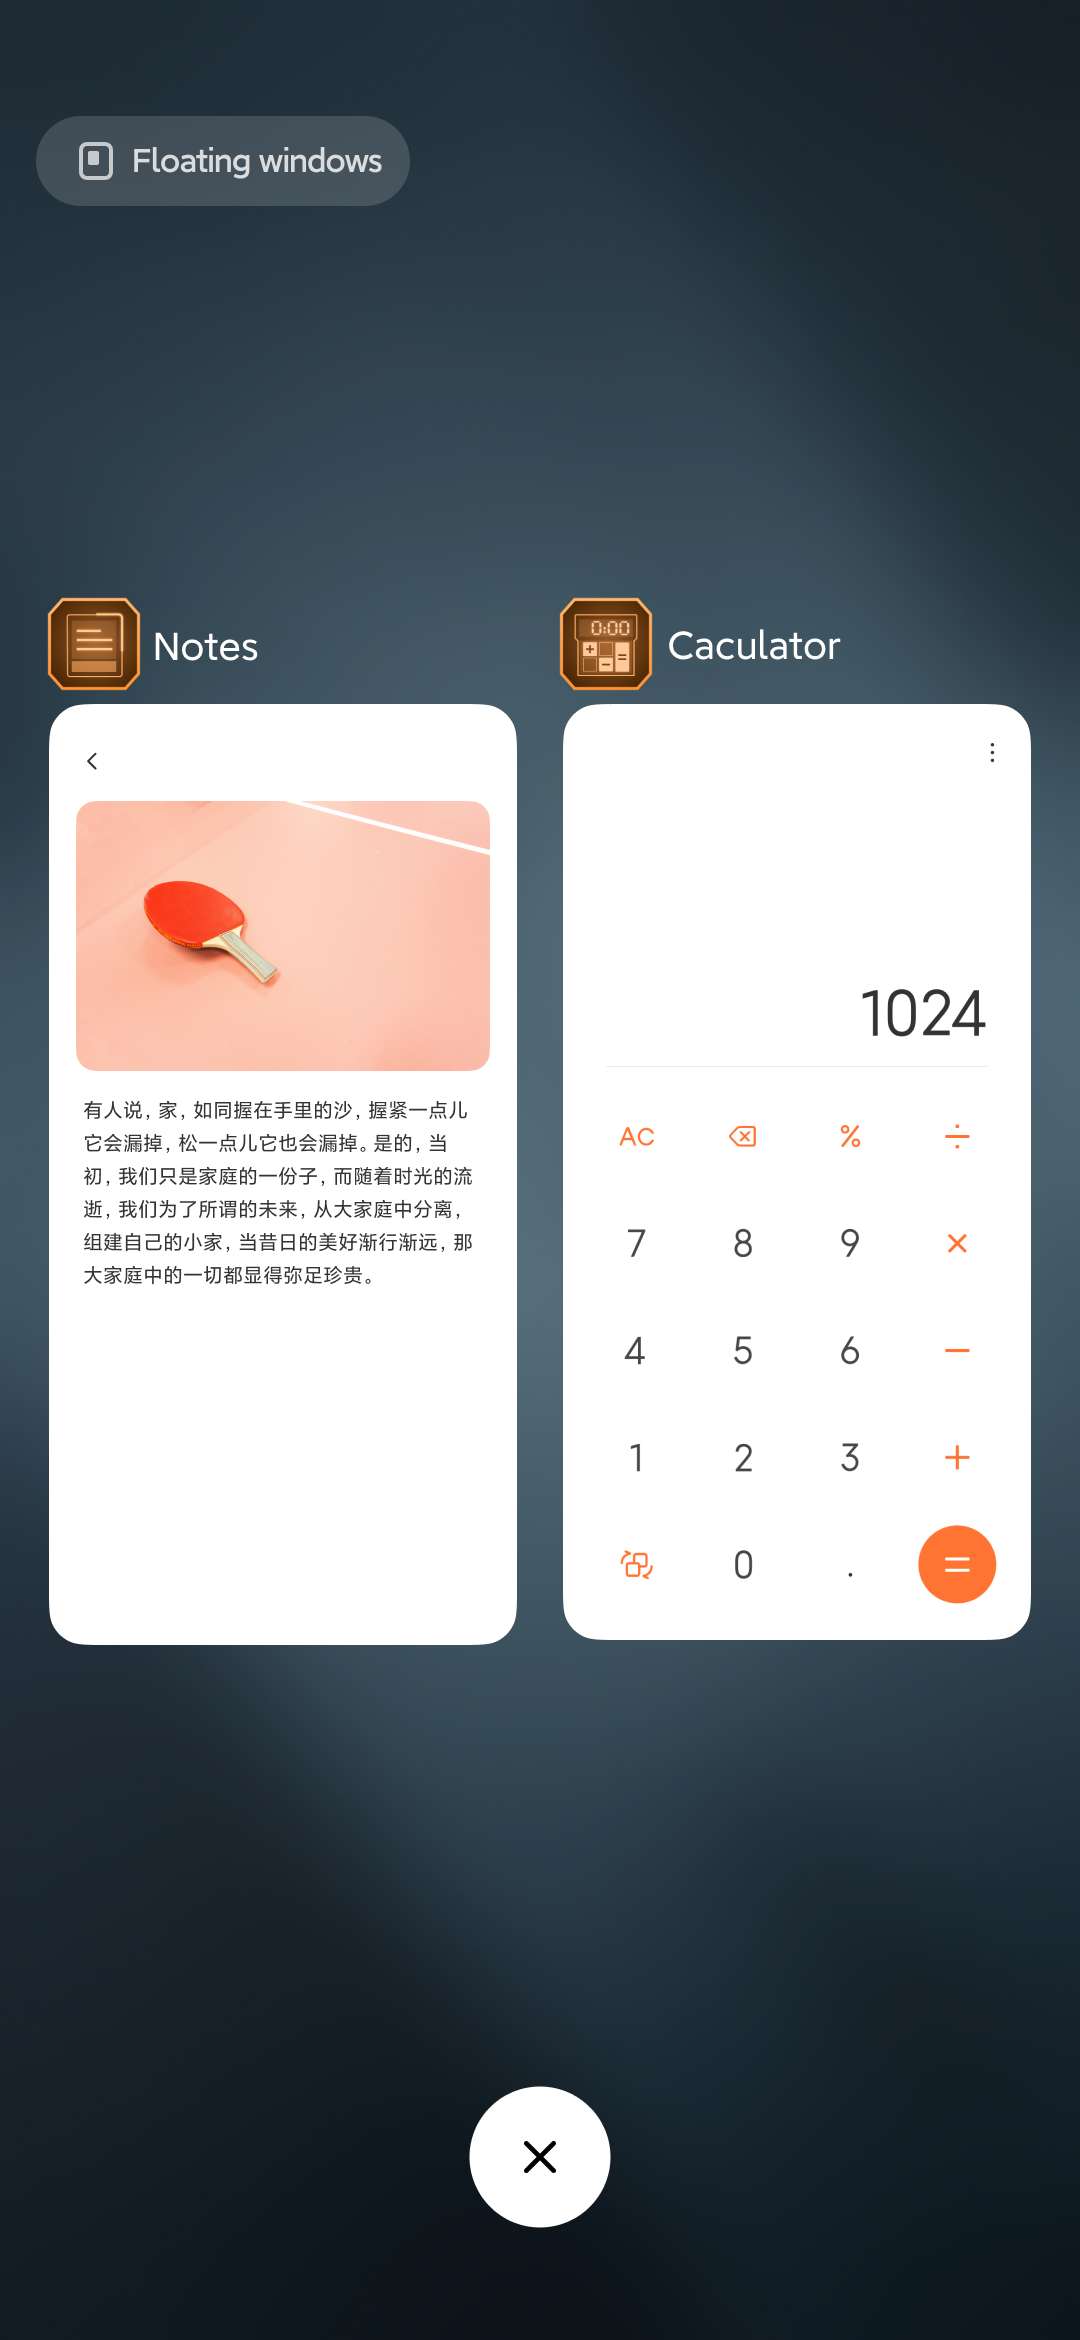 Floating windows
Notes
有人说，家，如同握在手里的沙，握紧一点儿
它会漏掉，松一点儿它也会漏掉。是的，当
初，我们只是家庭的一份子，而随着时光的流
逝，我们为了所谓的未来，从大家庭中分离，
组建自己的小家，当昔日的美好渐行渐远，那
大家庭中的一切都显得弥足珍贵。
0:00
Caculator
1024
AC % ÷
7 8 9 ×
4 5 6 −
1 2 3 +
0 . =